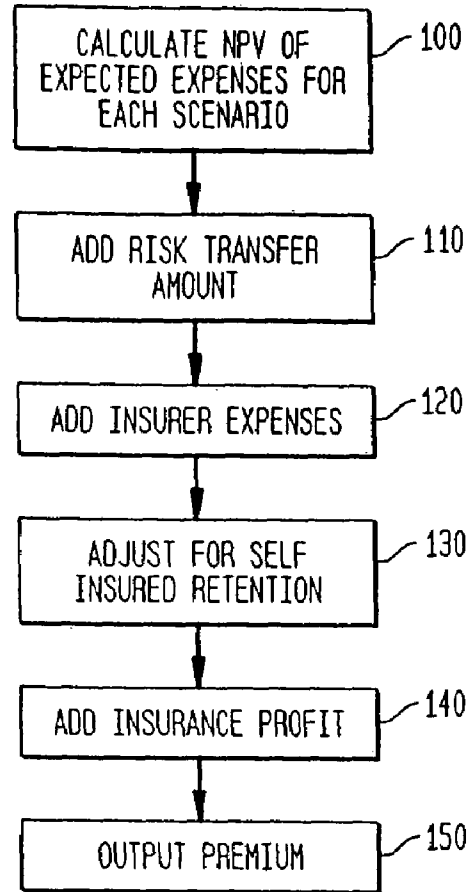 CALCULATE NPV OF
EXPECTED EXPENSES FOR
EACH SCENARIO
100
ADD RISK TRANSFER
AMOUNT
110
ADD INSURER EXPENSES
120
ADJUST FOR SELF
INSURED RETENTION
130
ADD INSURANCE PROFIT
140
OUTPUT PREMIUM
150